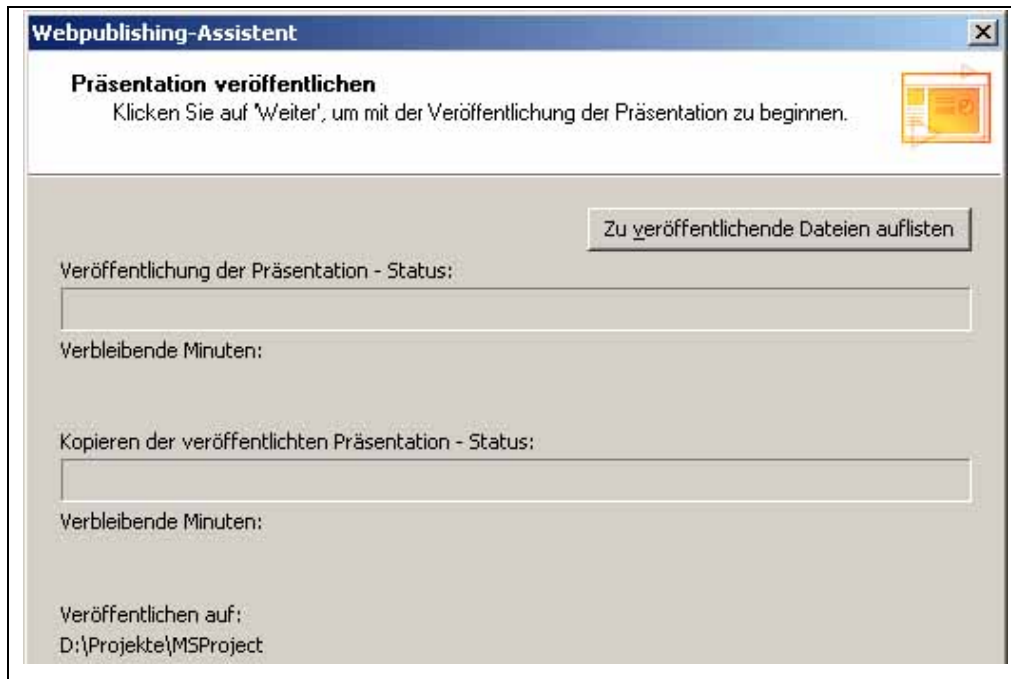 Webpublishing-Assistent
Präsentation veröffentlichen
Klicken Sie auf 'Weiter', um mit der Veröffentlichung der Präsentation zu beginnen.
Zu veröffentlichende Dateien auflisten
Veröffentlichung der Präsentation - Status:
Verbleibende Minuten:
Kopieren der veröffentlichten Präsentation - Status:
Verbleibende Minuten:
Veröffentlichen auf:
D:\Projekte\MSProject